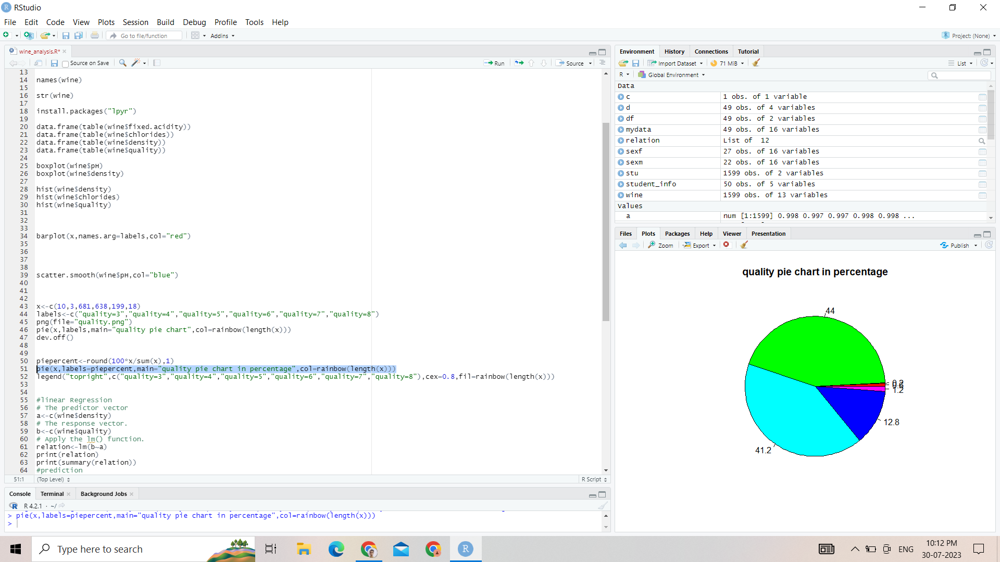 RStudio
File Edit Code View Plots Session Build Debug Profile Tools Help
Go to file/function Addins Project: (None)
wine_analysis.R*
Source on Save Run Source
13
14 names(wine)
15
16 str(wine)
17
18 install.packages("lpyr")
19
20 data.frame(table(wine$fixed.acidity))
21 data.frame(table(wine$chlorides))
22 data.frame(table(wine$density))
23 data.frame(table(wine$quality))
24
25 boxplot(wine$pH)
26 boxplot(wine$density)
27
28 hist(wine$density)
29 hist(wine$chlorides)
30 hist(wine$quality)
31
32
33
34 barplot(x,names.arg=labels,col="red")
35
36
37
38
39 scatter.smooth(wine$pH,col="blue")
40
41
42
43 x<-c(10,3,681,638,199,18)
44 labels<-c("quality=3","quality=4","quality=5","quality=6","quality=7","quality=8")
45 png(file="quality.png")
46 pie(x,labels,main="quality pie chart",col=rainbow(length(x)))
47 dev.off()
48
49
50 piepercent<-round(100*x/sum(x),1)
51 pie(x,labels=piepercent,main="quality pie chart in percentage",col=rainbow(length(x)))
52 legend("topright",c("quality=3","quality=4","quality=5","quality=6","quality=7","quality=8"),cex=0.8,fil=rainbow(length(x)))
53
54
55 #linear Regression
56 # The predictor vector
57 a<-c(wine$density)
58 # The response vector.
59 b<-c(wine$quality)
60 # Apply the lm() function.
61 relation<-lm(b~a)
62 print(relation)
63 print(summary(relation))
64 #prediction
51:1 (Top Level) R Script
Console Terminal Background Jobs
R 4.2.1 · ~/
> pie(x,labels=piepercent,main="quality pie chart in percentage",col=rainbow(length(x)))
>
Environment History Connections Tutorial
Import Dataset 71 MiB List
R Global Environment
Data
c 1 obs. of 1 variable
d 49 obs. of 4 variables
df 49 obs. of 2 variables
mydata 49 obs. of 16 variables
relation List of 12
sexf 27 obs. of 16 variables
sexm 22 obs. of 16 variables
stu 1599 obs. of 2 variables
student_info 50 obs. of 5 variables
wine 1599 obs. of 13 variables
Values
a num [1:1599] 0.998 0.997 0.997 0.998 0.998 ...
Files Plots Packages Help Viewer Presentation
Zoom Export Publish
quality pie chart in percentage
44
0.2
0.6
1.2
12.8
41.2
Type here to search
R
ENG
10:12 PM
30-07-2023